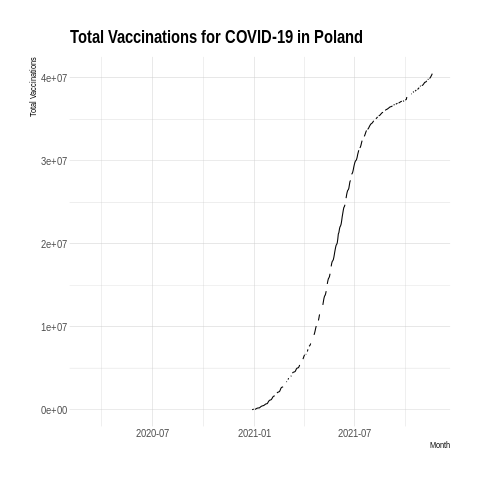 Total Vaccinations for COVID-19 in Poland
Total Vaccinations
4e+07
3e+07
2e+07
1e+07
0e+00
2020-07
2021-01
2021-07
Month